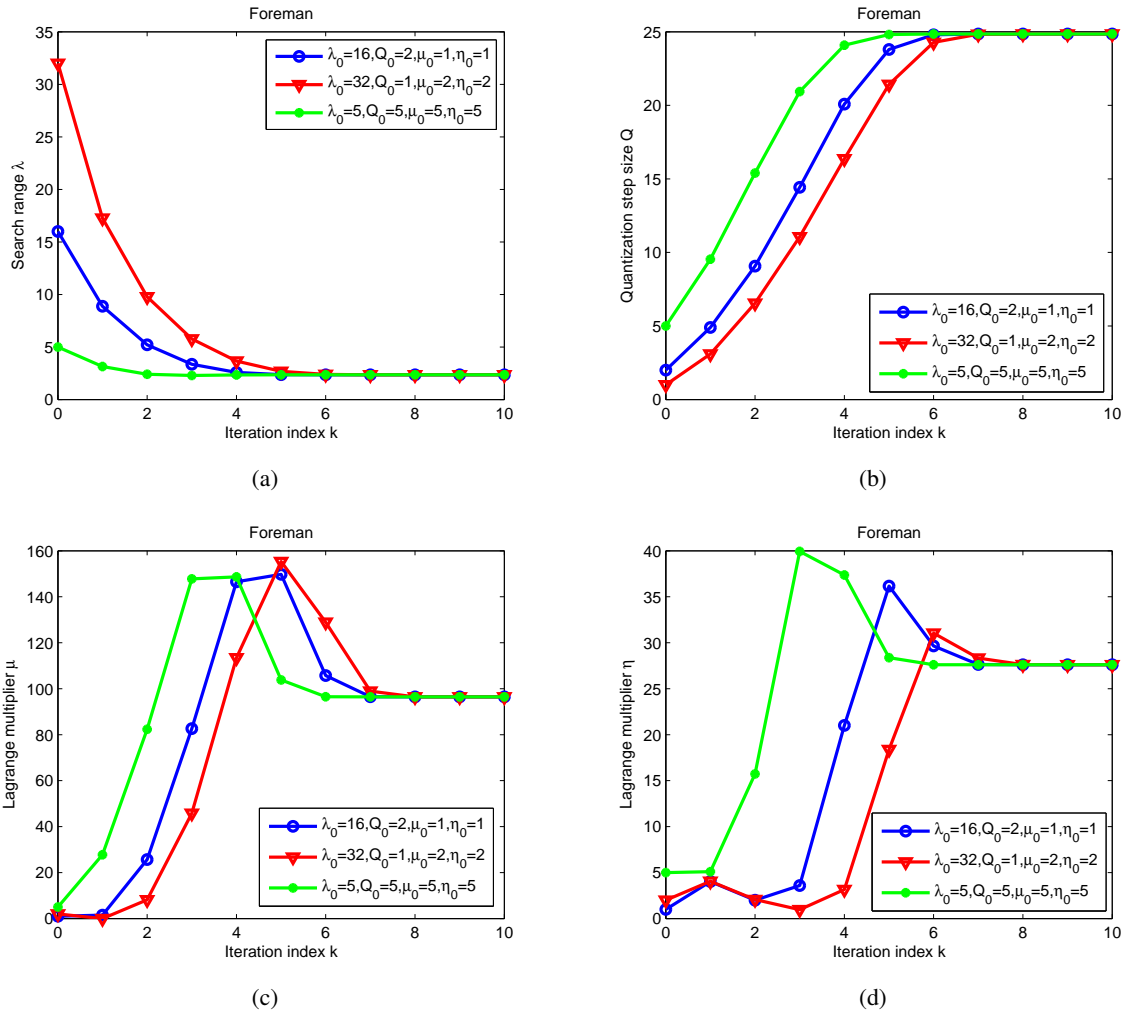 Foreman
35
30
25
20
15
10
5
0
0 2 4 6 8 10
Search range λ
Iteration index k
λ₀=16,Q₀=2,μ₀=1,η₀=1
λ₀=32,Q₀=1,μ₀=2,η₀=2
λ₀=5,Q₀=5,μ₀=5,η₀=5
(a)
Foreman
25
20
15
10
5
0
0 2 4 6 8 10
Quantization step size Q
Iteration index k
λ₀=16,Q₀=2,μ₀=1,η₀=1
λ₀=32,Q₀=1,μ₀=2,η₀=2
λ₀=5,Q₀=5,μ₀=5,η₀=5
(b)
Foreman
160
140
120
100
80
60
40
20
0
0 2 4 6 8 10
Lagrange multiplier μ
Iteration index k
λ₀=16,Q₀=2,μ₀=1,η₀=1
λ₀=32,Q₀=1,μ₀=2,η₀=2
λ₀=5,Q₀=5,μ₀=5,η₀=5
(c)
Foreman
40
35
30
25
20
15
10
5
0
0 2 4 6 8 10
Lagrange multiplier η
Iteration index k
λ₀=16,Q₀=2,μ₀=1,η₀=1
λ₀=32,Q₀=1,μ₀=2,η₀=2
λ₀=5,Q₀=5,μ₀=5,η₀=5
(d)